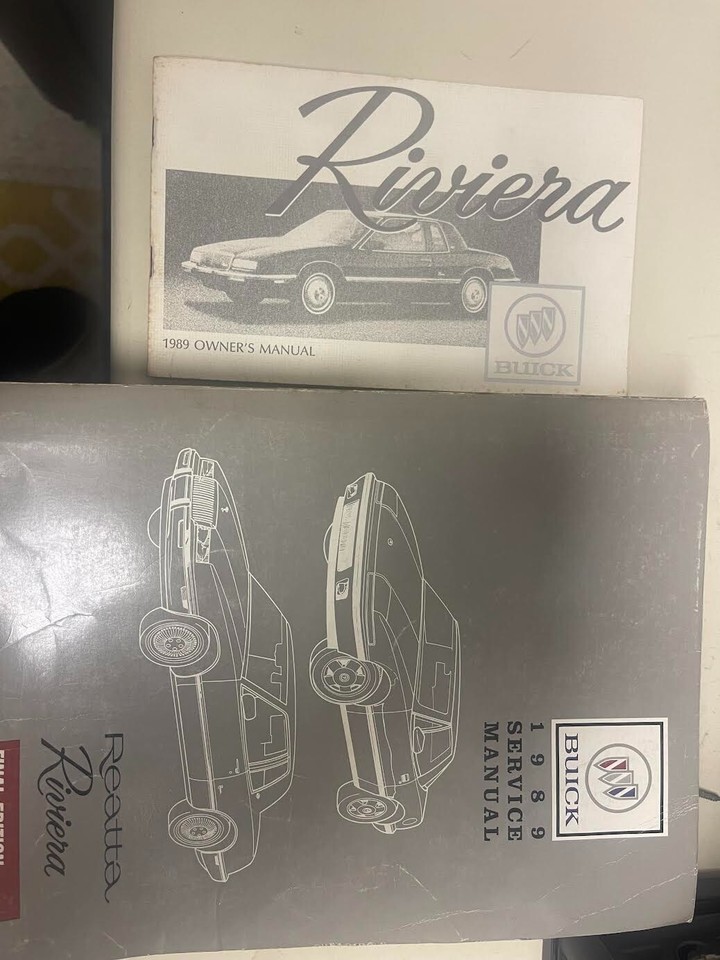 Riviera
1989 OWNER'S MANUAL
BUICK
BUICK
1989
SERVICE
MANUAL
Reatta
Riviera
FINAL EDITION